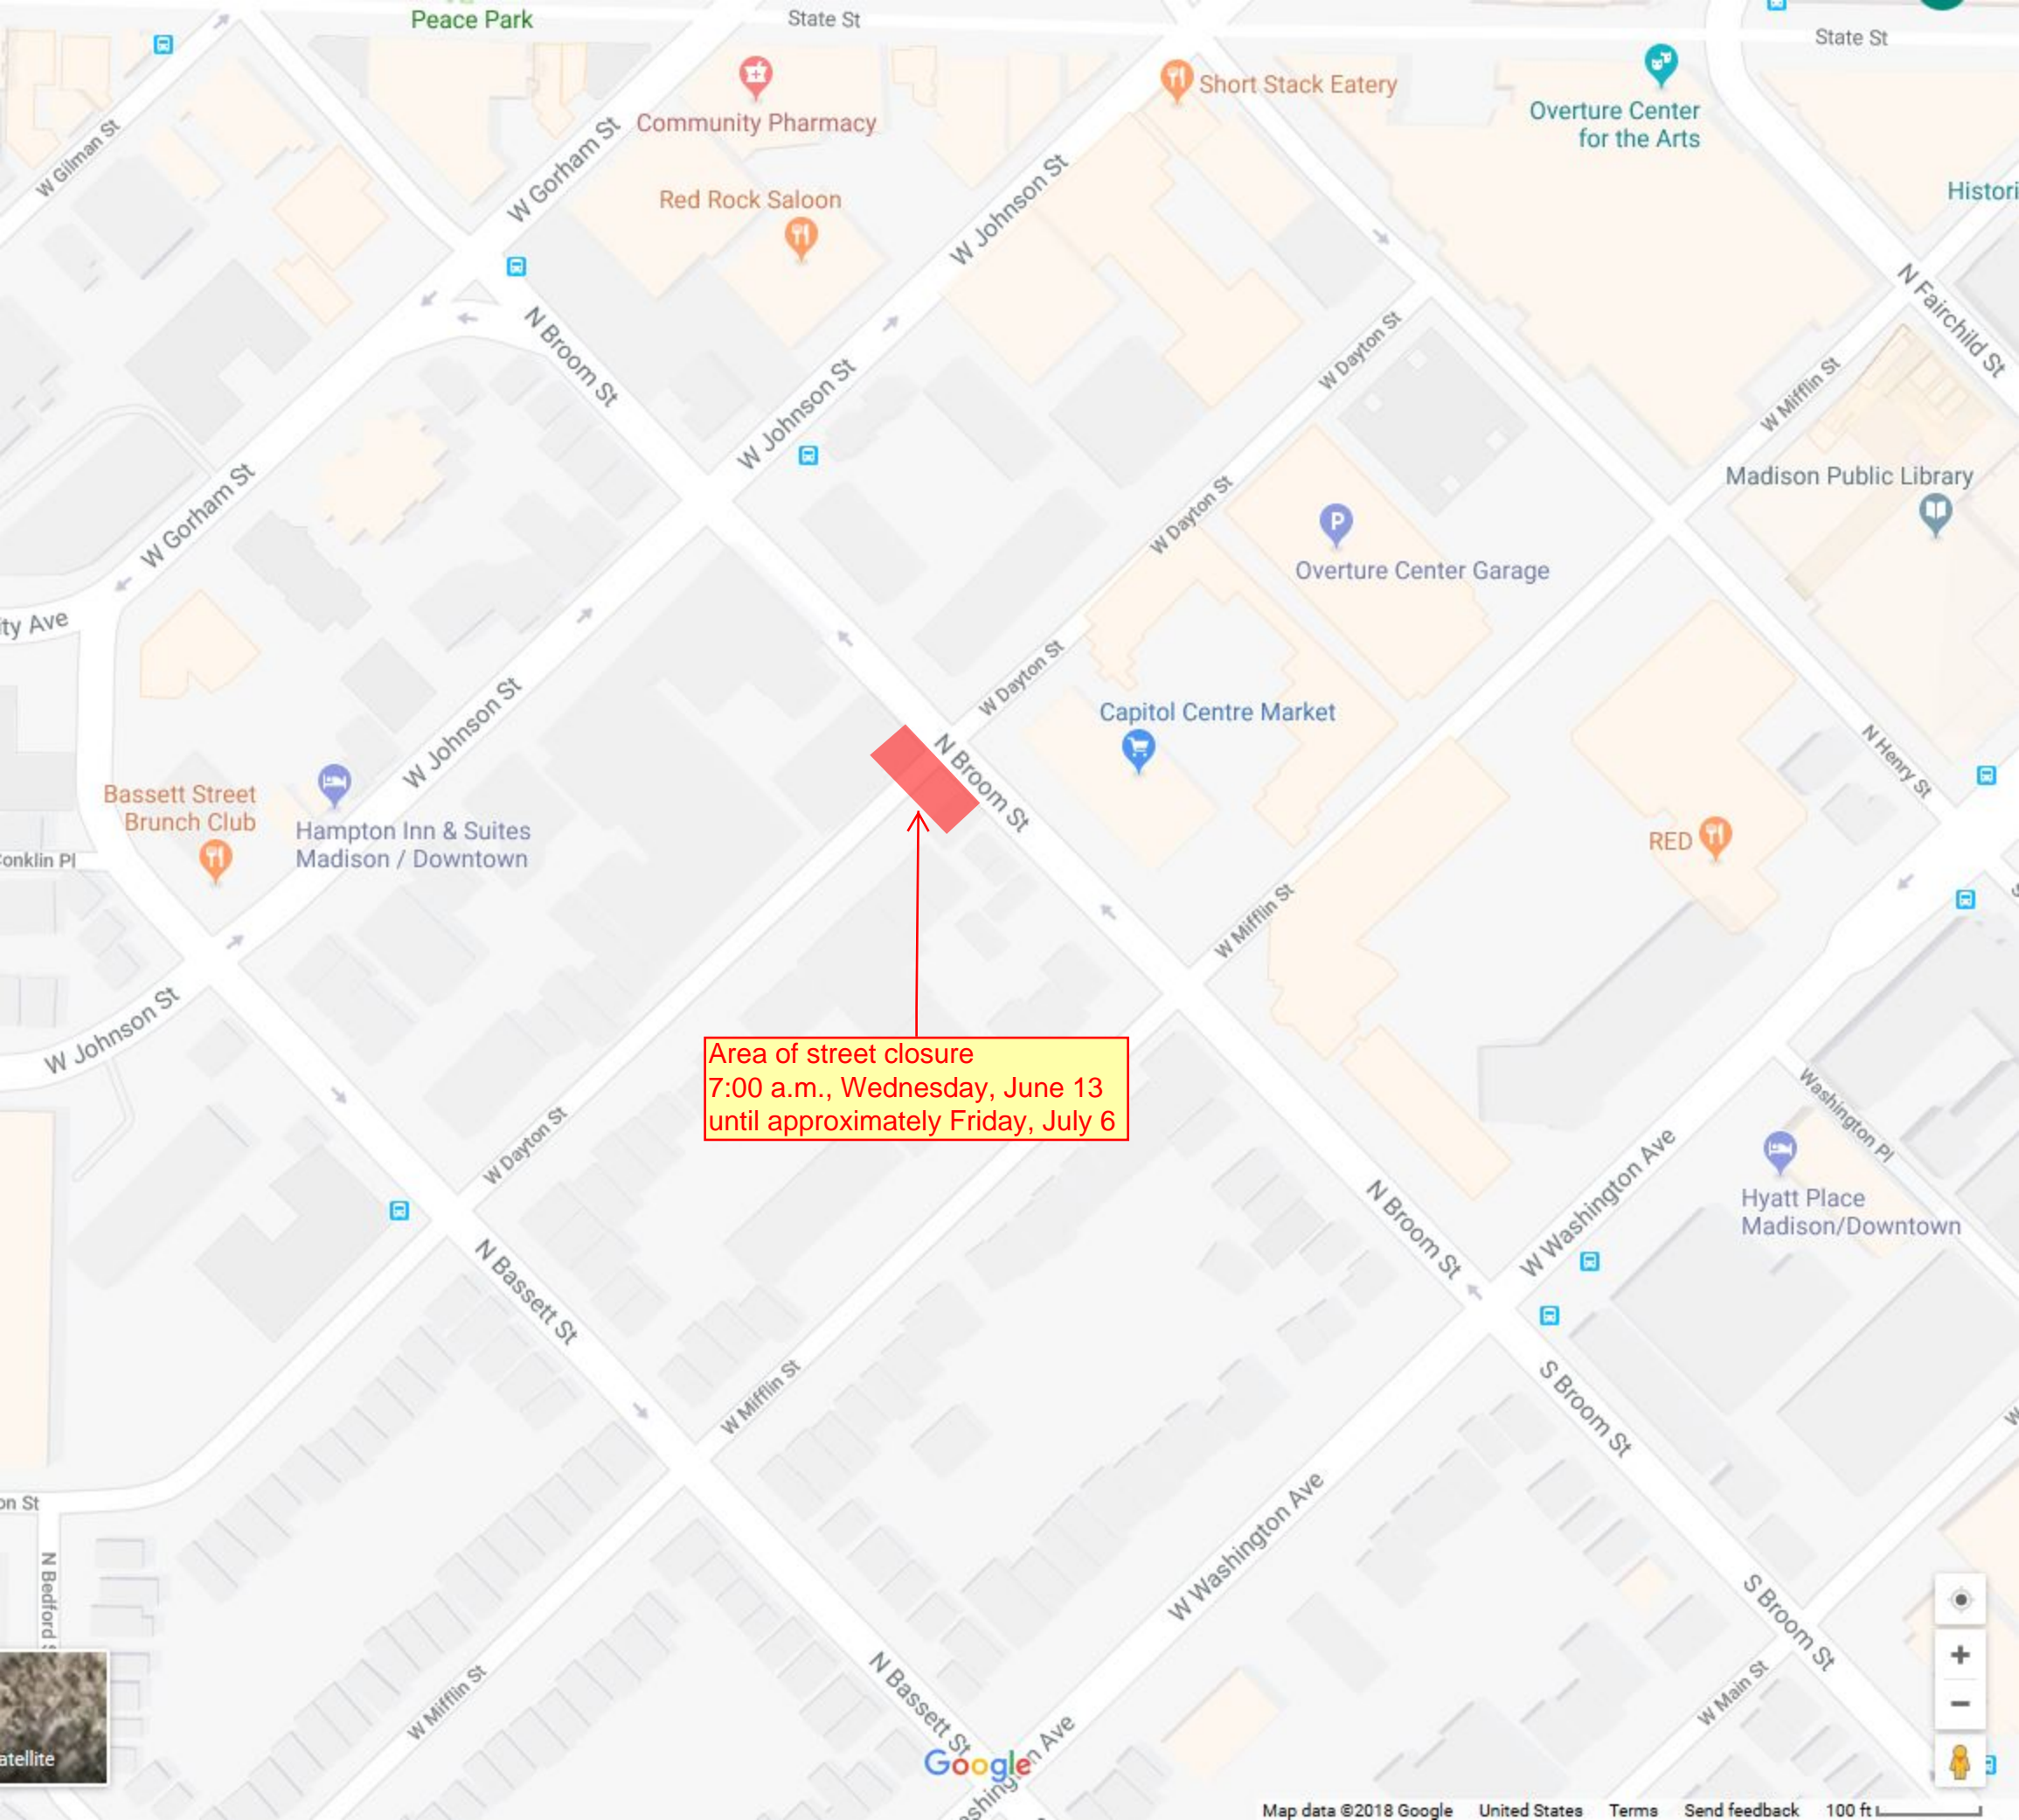 Peace Park
State St
State St
Short Stack Eatery
Overture Center
for the Arts
Community Pharmacy
W Gilman St
W Gorham St
W Johnson St
Red Rock Saloon
Histori
N Fairchild St
N Broom St
W Dayton St
W Johnson St
W Mifflin St
W Gorham St
W Dayton St
Madison Public Library
P
Overture Center Garage
ity Ave
W Dayton St
W Johnson St
Capitol Centre Market
N Broom St
N Henry St
Bassett Street
Brunch Club
Hampton Inn & Suites
Madison / Downtown
RED
onklin Pl
W Mifflin St
W Johnson St
Area of street closure
7:00 a.m., Wednesday, June 13
until approximately Friday, July 6
W Dayton St
Washington Pl
W Washington Ave
Hyatt Place
Madison/Downtown
N Broom St
N Bassett St
W Mifflin St
S Broom St
on St
W Washington Ave
N Bedford S
S Broom St
W Mifflin St
N Bassett St
W Main St
atellite
Google
shington Ave
Map data ©2018 Google United States Terms Send feedback 100 ft